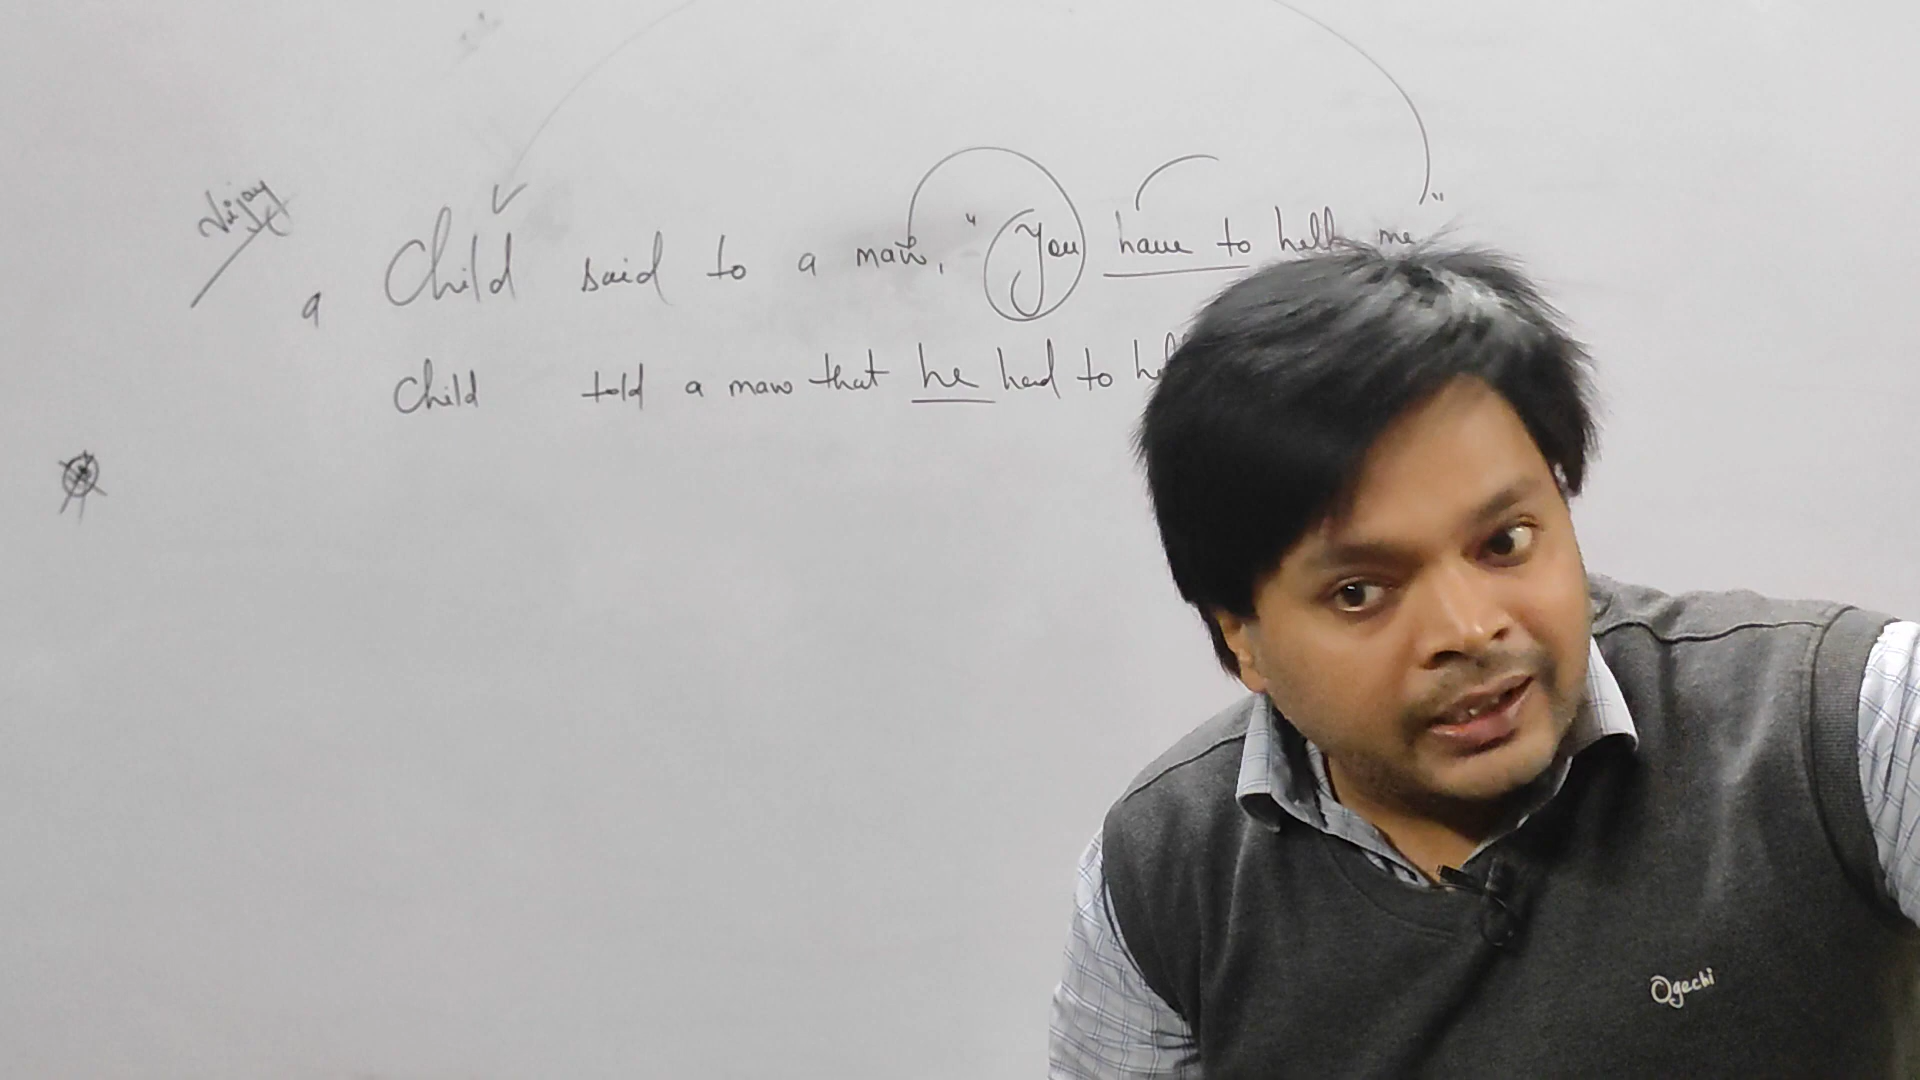 Vijay
a Child said to a man, "You have to help me"
Child told a man that he had to
Ogechi